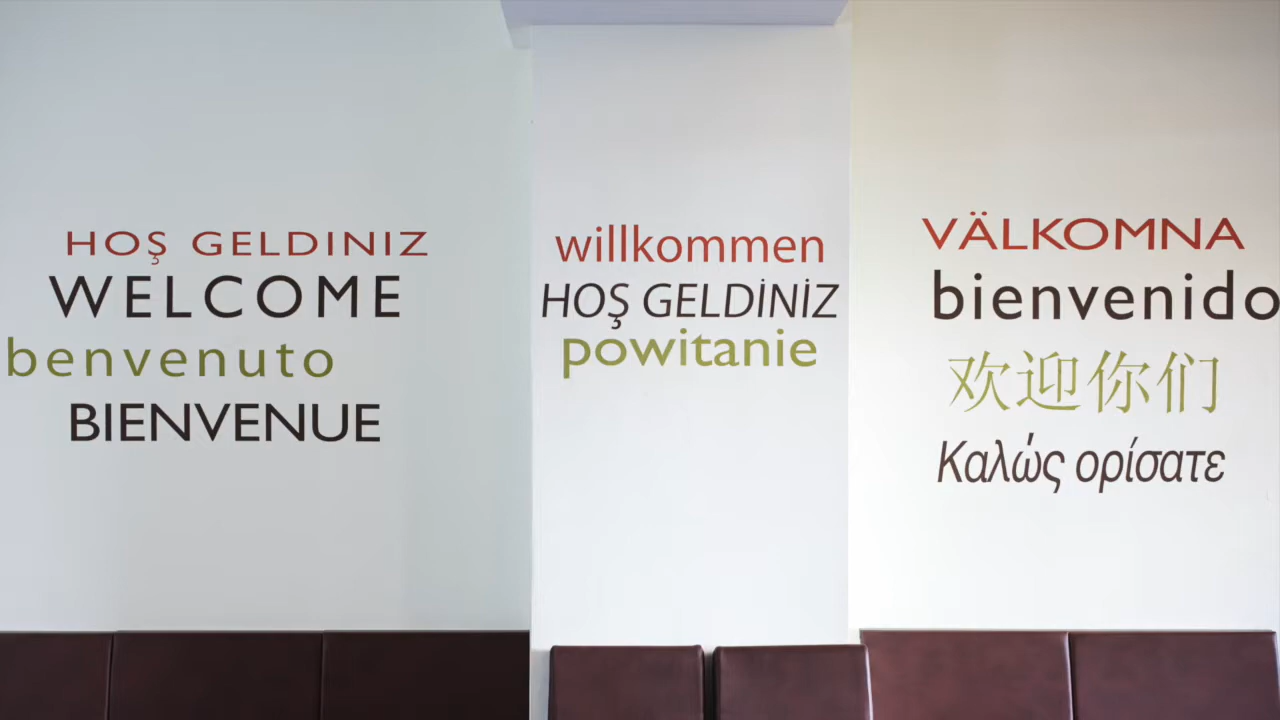 HOŞ GELDINIZ
WELCOME
benvenuto
BIENVENUE
willkommen
HOŞ GELDİNİZ
powitanie
VÄLKOMNA
bienvenido
欢迎你们
Καλώς ορίσατε